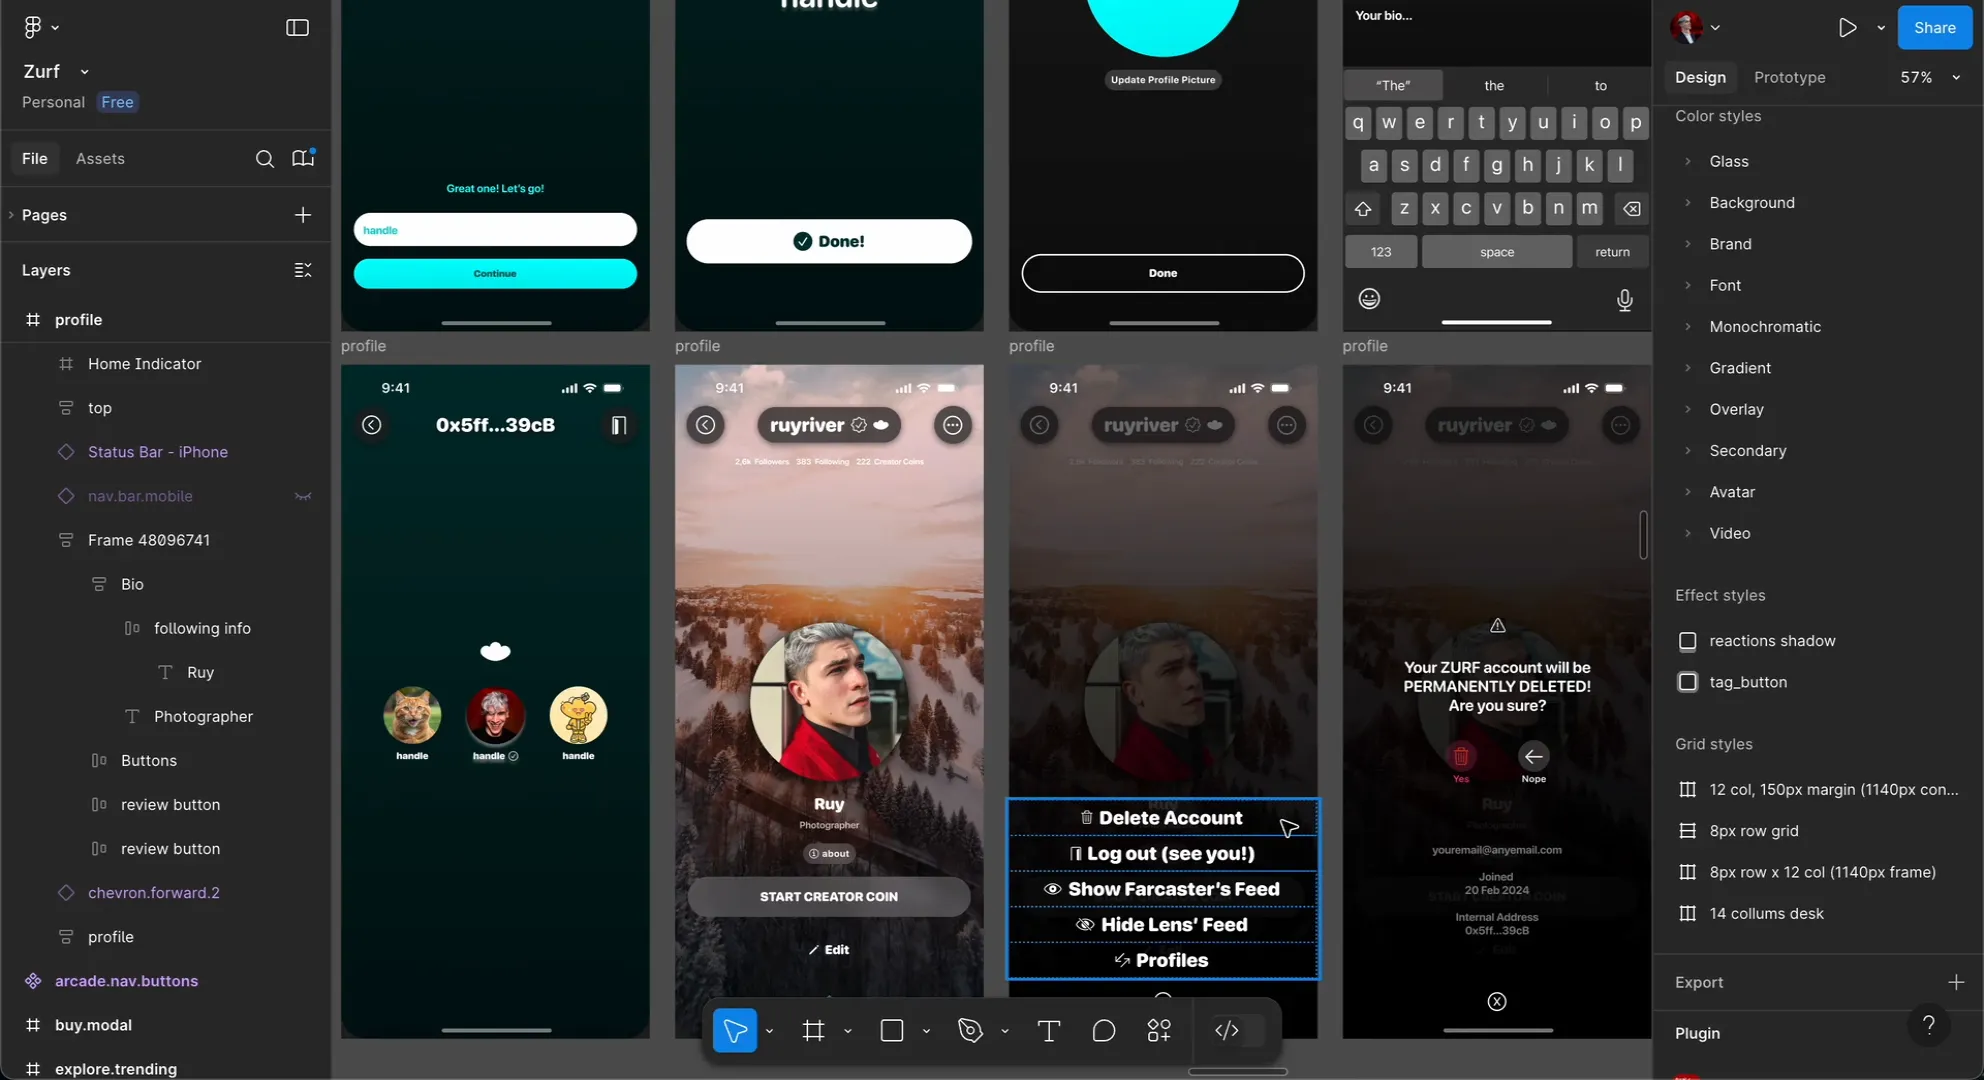 Zurf
Personal Free
File Assets
Pages
Layers
profile
Home Indicator
top
Status Bar - iPhone
nav.bar.mobile
Frame 48096741
Bio
following info
Ruy
Photographer
Buttons
review button
review button
chevron.forward.2
profile
arcade.nav.buttons
buy.modal
explore.trending
Great one! Let's go!
handle
Continue
handle
Done!
Update Profile Picture
Done
Your bio...
“The” the to
q w e r t y u i o p
a s d f g h j k l
z x c v b n m
123 space return
profile
9:41
0x5ff...39cB
handle handle handle
profile
9:41
ruyriver
2,6k Followers 383 Following 222 Creator Coins
Ruy
Photographer
about
START CREATOR COIN
Edit
profile
9:41
ruyriver
Delete Account
Log out (see you!)
Show Farcaster's Feed
Hide Lens' Feed
Profiles
profile
9:41
ruyriver
Your ZURF account will be
PERMANENTLY DELETED!
Are you sure?
Yes Nope
Ruy
Photographer
youremail@anyemail.com
Joined
20 Feb 2024
START CREATOR COIN
Internal Address
0x5ff...39cB
Edit
Share
Design Prototype 57%
Color styles
Glass
Background
Brand
Font
Monochromatic
Gradient
Overlay
Secondary
Avatar
Video
Effect styles
reactions shadow
tag_button
Grid styles
12 col, 150px margin (1140px con...
8px row grid
8px row x 12 col (1140px frame)
14 collums desk
Export
Plugin
?